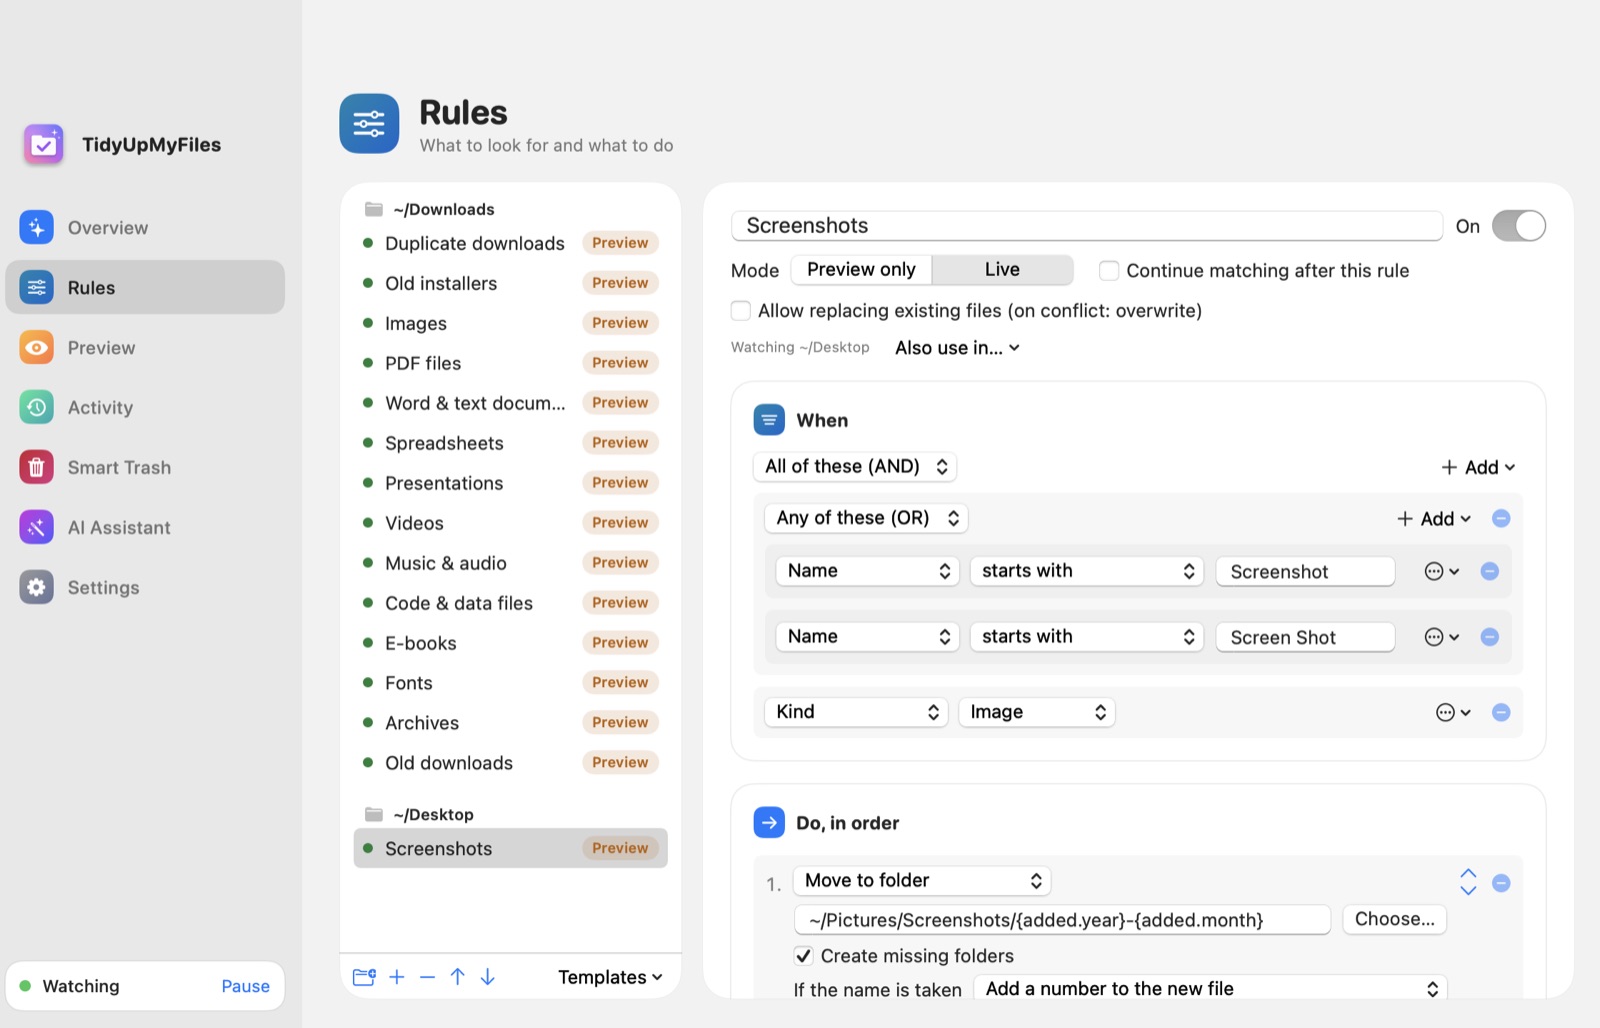 TidyUpMyFiles
Overview
Rules
Preview
Activity
Smart Trash
AI Assistant
Settings
Watching
Pause
Rules
What to look for and what to do
~/Downloads
Duplicate downloads Preview
Old installers Preview
Images Preview
PDF files Preview
Word & text docum... Preview
Spreadsheets Preview
Presentations Preview
Videos Preview
Music & audio Preview
Code & data files Preview
E-books Preview
Fonts Preview
Archives Preview
Old downloads Preview
~/Desktop
Screenshots Preview
Templates
Screenshots On
Mode Preview only Live Continue matching after this rule
Allow replacing existing files (on conflict: overwrite)
Watching ~/Desktop Also use in...
When
All of these (AND) + Add
Any of these (OR) + Add
Name starts with Screenshot
Name starts with Screen Shot
Kind Image
Do, in order
1. Move to folder
~/Pictures/Screenshots/{added.year}-{added.month} Choose...
Create missing folders
If the name is taken Add a number to the new file